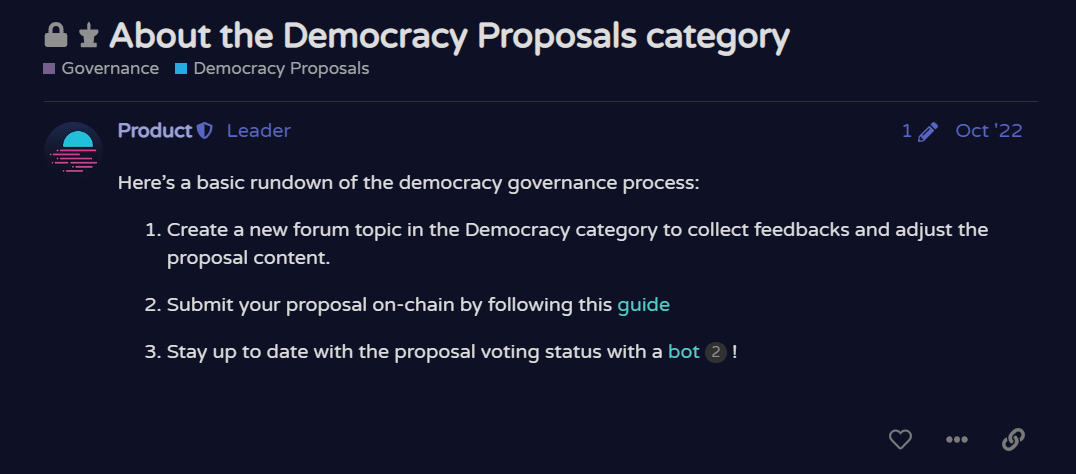 About the Democracy Proposals category
Governance Democracy Proposals
Product Leader 1 Oct '22
Here's a basic rundown of the democracy governance process:
1. Create a new forum topic in the Democracy category to collect feedbacks and adjust the
proposal content.
2. Submit your proposal on-chain by following this guide
3. Stay up to date with the proposal voting status with a bot 2 !